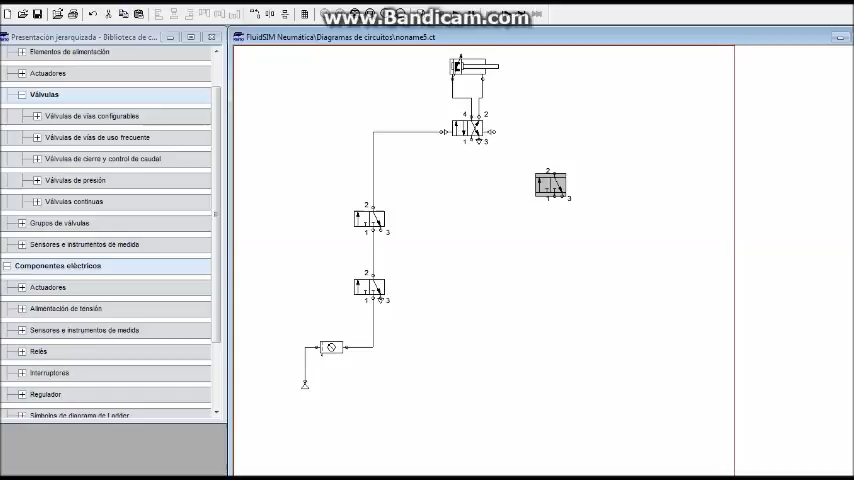 www.Bandicam.com
Presentación jerarquizada - Biblioteca de c...
FluidSIM Neumática\Diagramas de circuitos\noname5.ct
Elementos de alimentación
Actuadores
Válvulas
Válvulas de vías configurables
Válvulas de vías de uso frecuente
Válvulas de cierre y control de caudal
Válvulas de presión
Válvulas continuas
Grupos de válvulas
Sensores e instrumentos de medida
Componentes eléctricos
Actuadores
Alimentación de tensión
Sensores e instrumentos de medida
Relés
Interruptores
Regulador
Símbolos de diagrama de Ladder
4 2
1 3
2
1 3
2
1 3
2
1 3